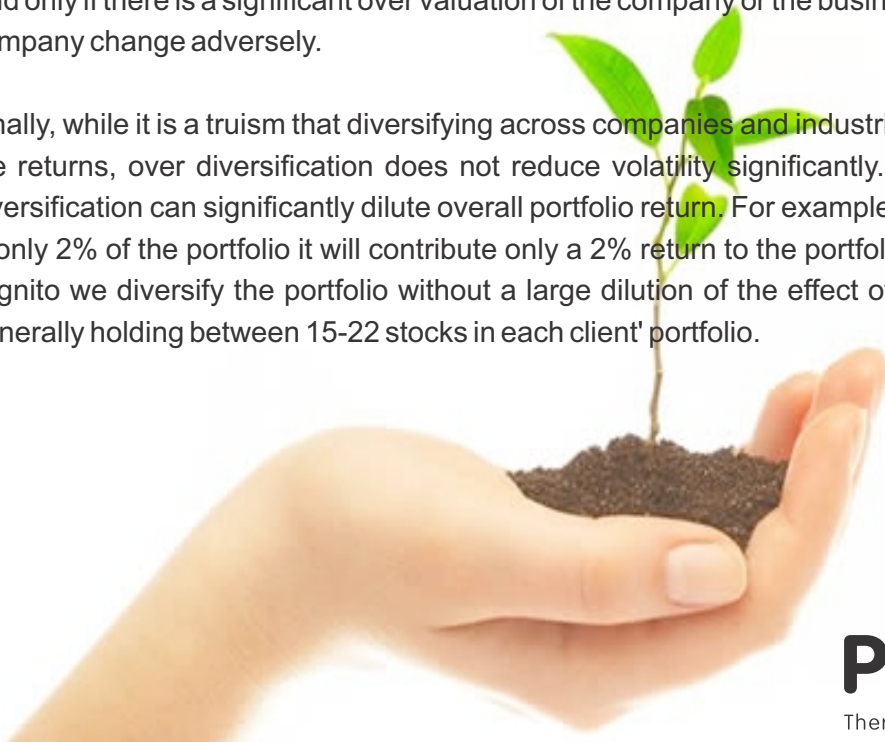 only if there is a significant over valuation of the company or the
mpany change adversely.
nally, while it is a truism that diversifying across companies and industri
e returns, over diversification does not reduce volatility significantly.
versification can significantly dilute overall portfolio return. For example
only 2% of the portfolio it will contribute only a 2% return to the portfol
gnito we diversify the portfolio without a large dilution of the effect o
nerally holding between 15-22 stocks in each client' portfolio.
P
Ther